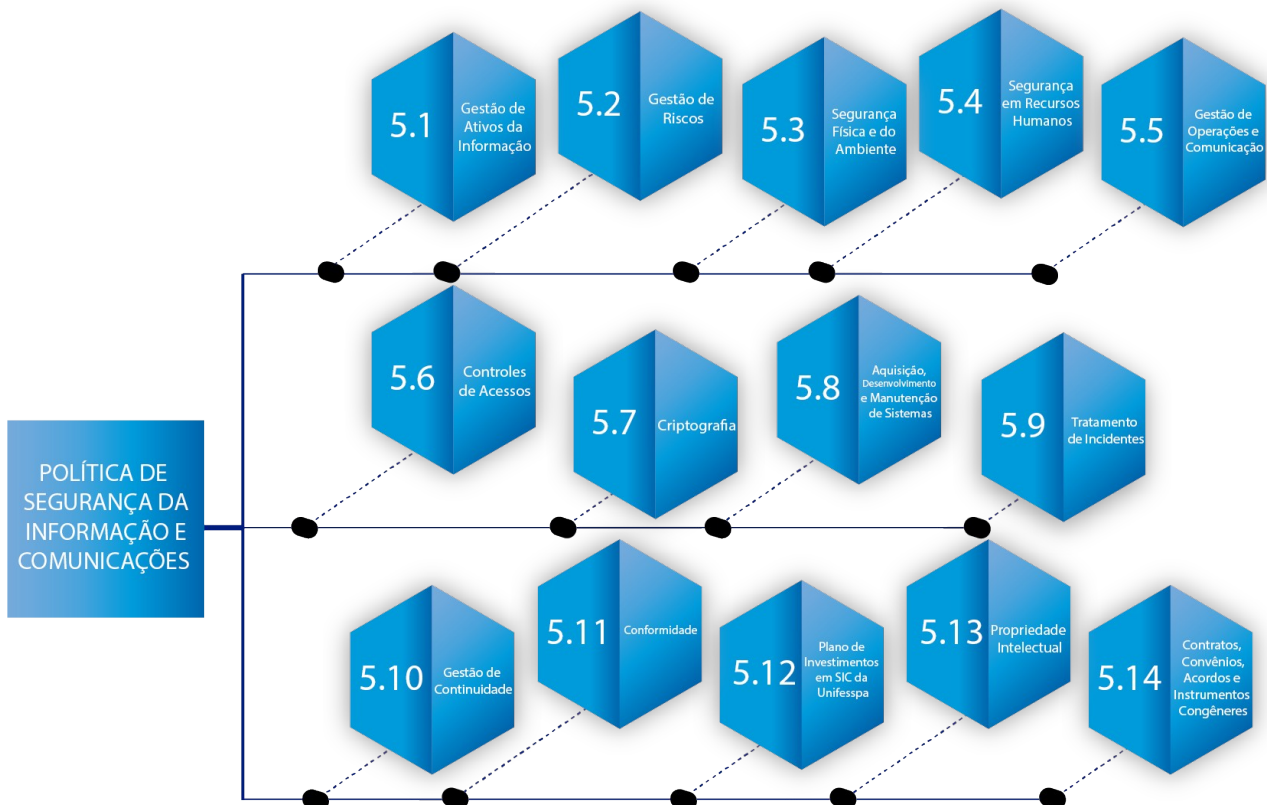 5.1
Gestão de
Ativos da
Informação
5.2
Gestão de
Riscos
5.3
Segurança
Física e do
Ambiente
5.4
Segurança
em Recursos
Humanos
5.5
Gestão de
Operações e
Comunicação
5.6
Controles
de Acessos
5.7
Criptografia
5.8
Aquisição,
Desenvolvimento
e Manutenção
de Sistemas
5.9
Tratamento
de Incidentes
POLÍTICA DE
SEGURANÇA DA
INFORMAÇÃO E
COMUNICAÇÕES
5.10
Gestão de
Continuidade
5.11
Conformidade
5.12
Plano de
Investimentos
em SIC da
Unifesspa
5.13
Propriedade
Intelectual
5.14
Contratos,
Convênios,
Acordos e
Instrumentos
Congêneres